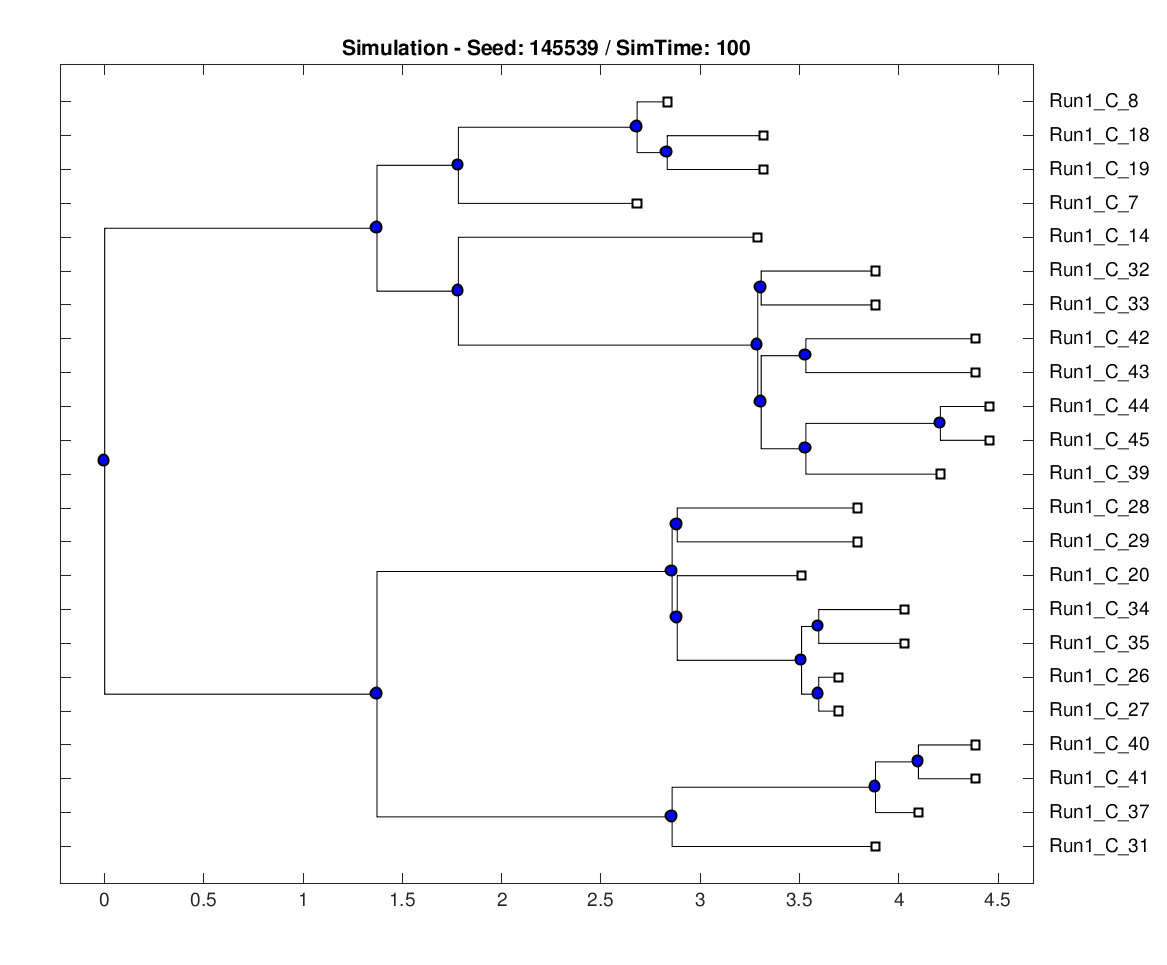 Simulation - Seed: 145539 / SimTime: 100
Run1_C_8
Run1_C_18
Run1_C_19
Run1_C_7
Run1_C_14
Run1_C_32
Run1_C_33
Run1_C_42
Run1_C_43
Run1_C_44
Run1_C_45
Run1_C_39
Run1_C_28
Run1_C_29
Run1_C_20
Run1_C_34
Run1_C_35
Run1_C_26
Run1_C_27
Run1_C_40
Run1_C_41
Run1_C_37
Run1_C_31
0 0.5 1 1.5 2 2.5 3 3.5 4 4.5